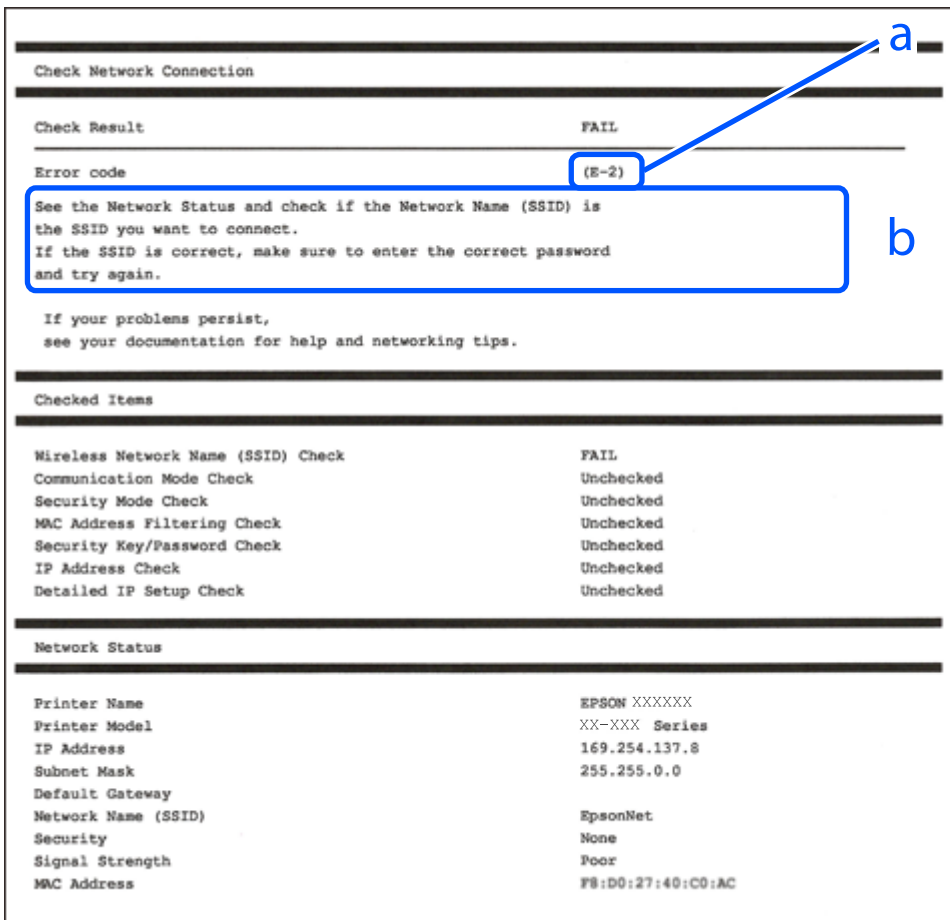 a
Check Network Connection
Check Result FAIL
Error code (E-2)
See the Network Status and check if the Network Name (SSID) is
the SSID you want to connect.
If the SSID is correct, make sure to enter the correct password
and try again.
b
If your problems persist,
see your documentation for help and networking tips.
Checked Items
Wireless Network Name (SSID) Check FAIL
Communication Mode Check Unchecked
Security Mode Check Unchecked
MAC Address Filtering Check Unchecked
Security Key/Password Check Unchecked
IP Address Check Unchecked
Detailed IP Setup Check Unchecked
Network Status
Printer Name EPSON XXXXXX
Printer Model XX-XXX Series
IP Address 169.254.137.8
Subnet Mask 255.255.0.0
Default Gateway
Network Name (SSID) EpsonNet
Security None
Signal Strength Poor
MAC Address F8:D0:27:40:C0:AC